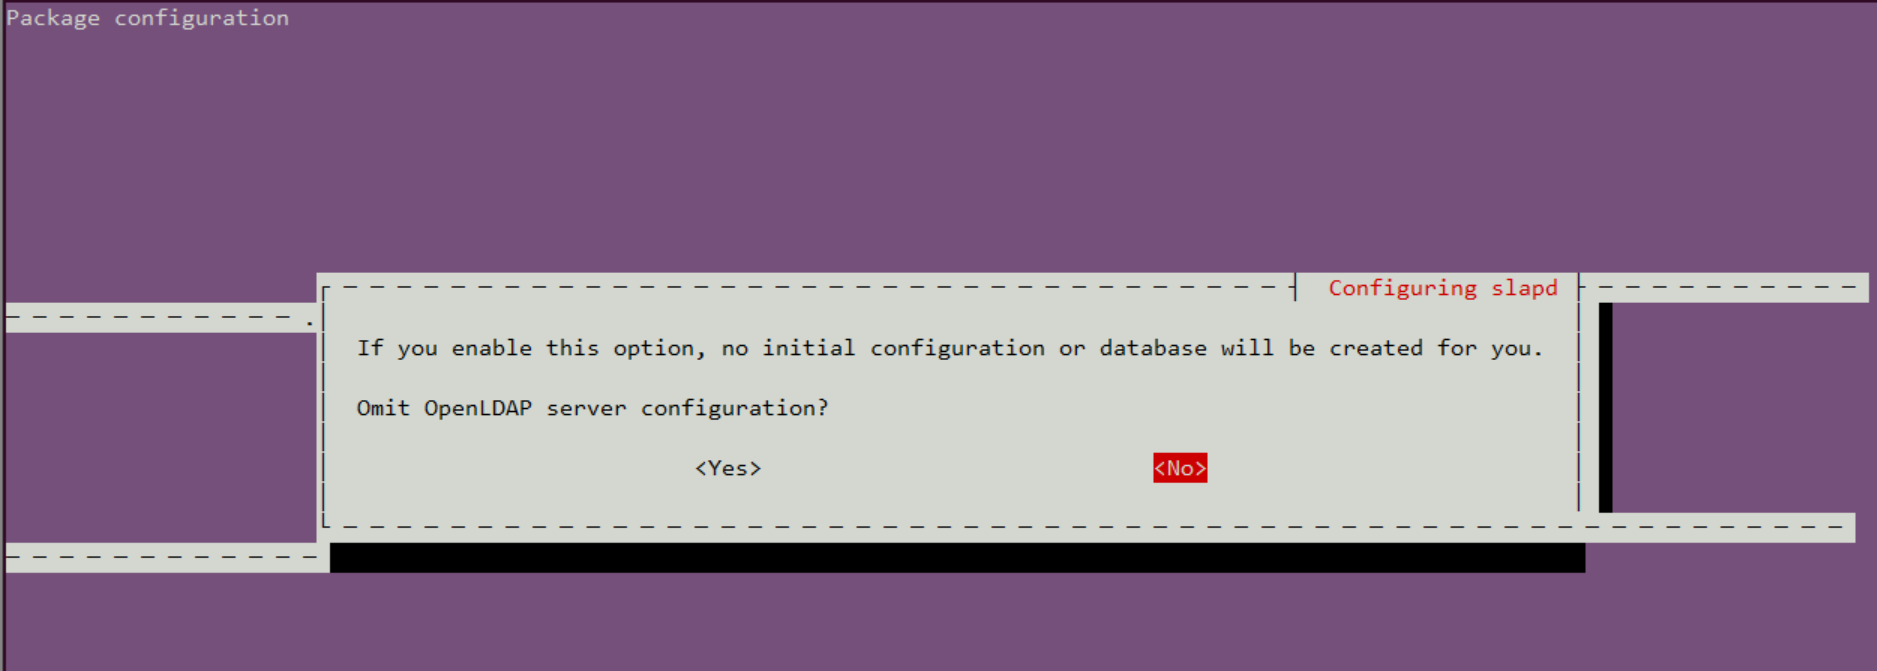 Package configuration
Configuring slapd
If you enable this option, no initial configuration or database will be created for you.
Omit OpenLDAP server configuration?
<Yes> <No>